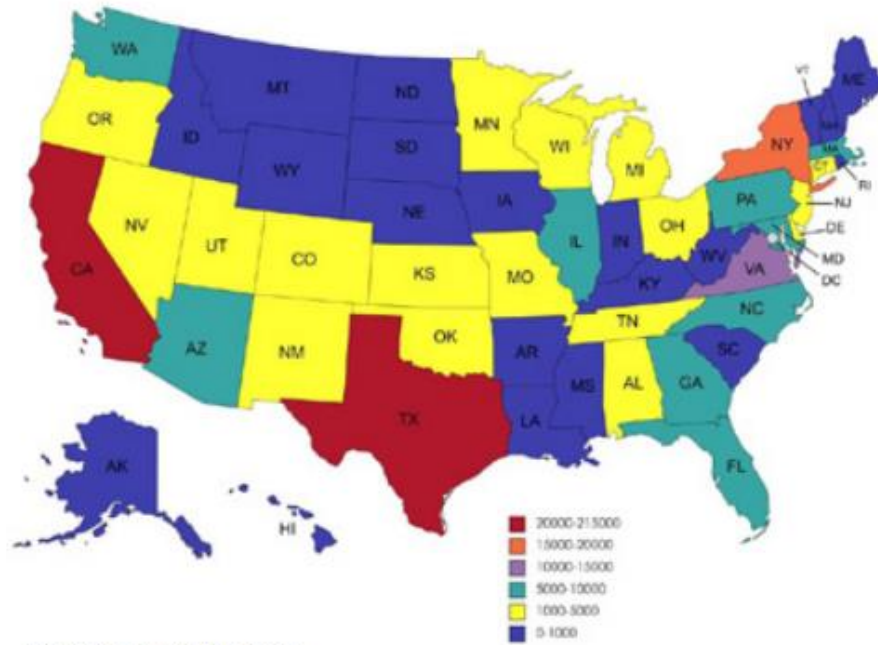 WA
MT
ND
VT
ME
OR
ID
MN
NH
SD
WI
NY
MA
WY
MI
CT
RI
IA
PA
NJ
NE
NV
OH
DE
UT
IL
IN
MD
CA
CO
WV
DC
VA
KS
MO
KY
NC
TN
AZ
NM
OK
AR
SC
MS
AL
GA
TX
LA
AK
FL
HI
20000-215000
15000-20000
10000-15000
5000-10000
1000-5000
0-1000